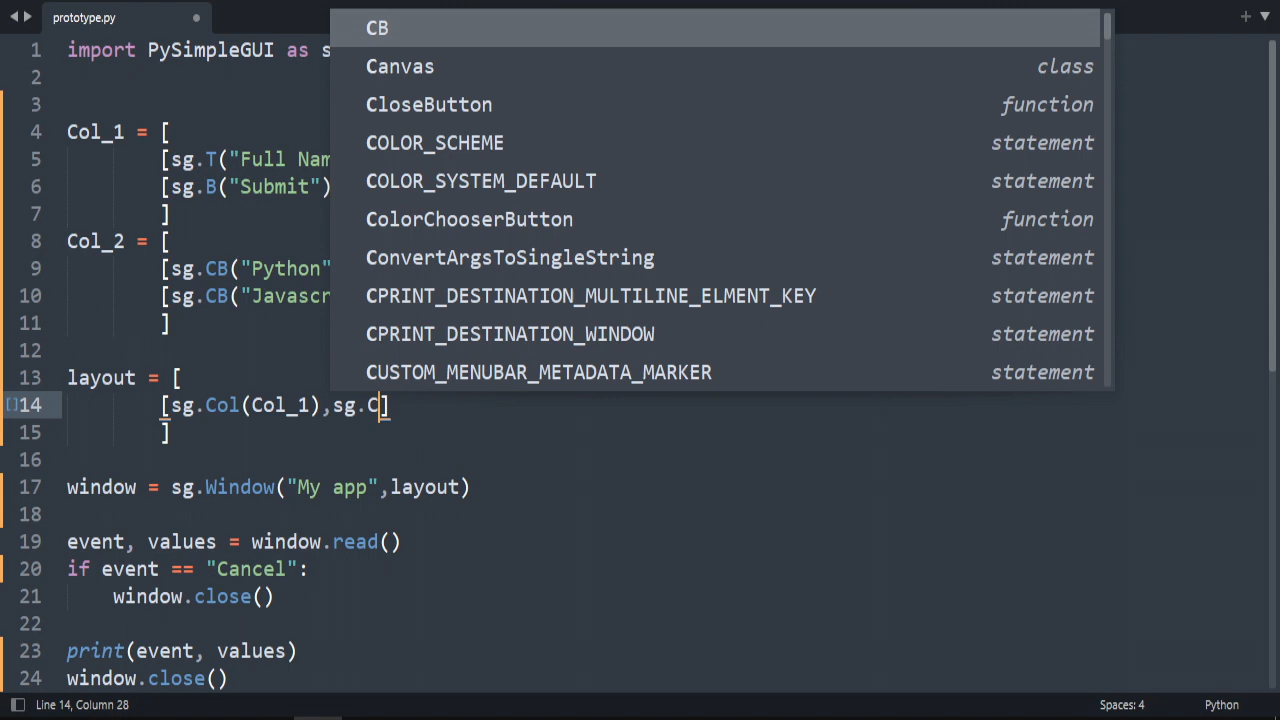 prototype.py
CB
1 import PySimpleGUI as s
Canvas class
2
3
CloseButton function
4 Col_1 = [
COLOR_SCHEME statement
5 [sg.T("Full Nam
6 [sg.B("Submit")
COLOR_SYSTEM_DEFAULT statement
7 ]
ColorChooserButton function
8 Col_2 = [
ConvertArgsToSingleString statement
9 [sg.CB("Python"
10 [sg.CB("Javascr
CPRINT_DESTINATION_MULTILINE_ELMENT_KEY statement
11 ]
CPRINT_DESTINATION_WINDOW statement
12
13 layout = [
CUSTOM_MENUBAR_METADATA_MARKER statement
14 [sg.Col(Col_1),sg.C]
15 ]
16
17 window = sg.Window("My app",layout)
18
19 event, values = window.read()
20 if event == "Cancel":
21 window.close()
22
23 print(event, values)
24 window.close()
Line 14, Column 28 Spaces: 4 Python